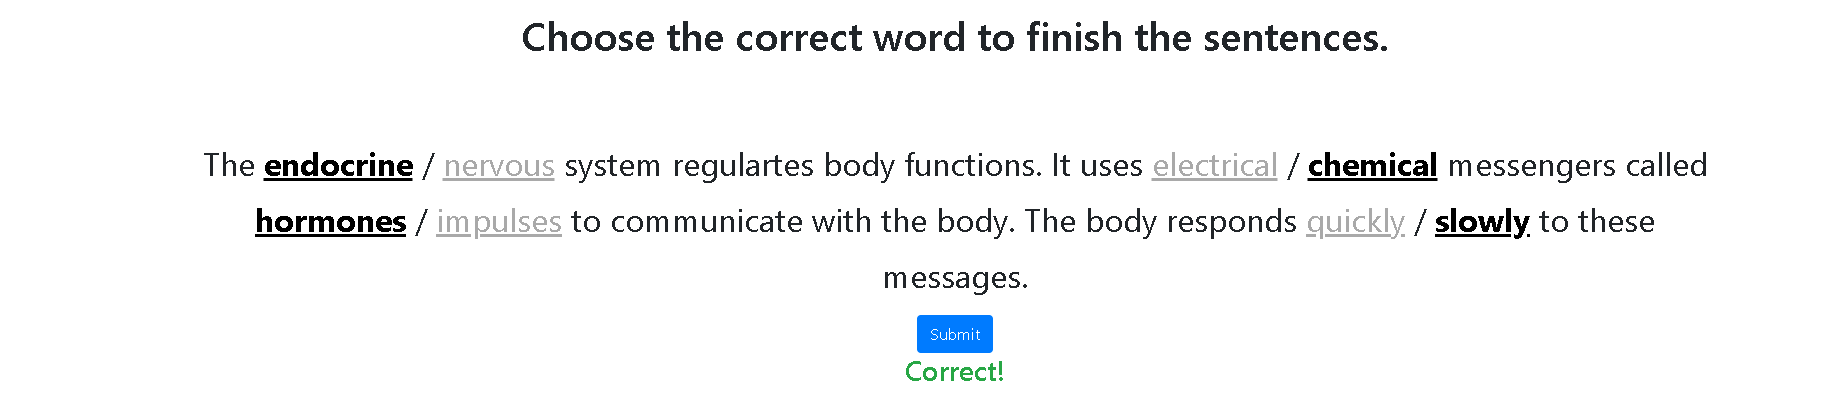 Choose the correct word to finish the sentences.
The endocrine / nervous system regulartes body functions. It uses electrical / chemical messengers called
hormones / impulses to communicate with the body. The body responds quickly / slowly to these
messages.
Submit
Correct!